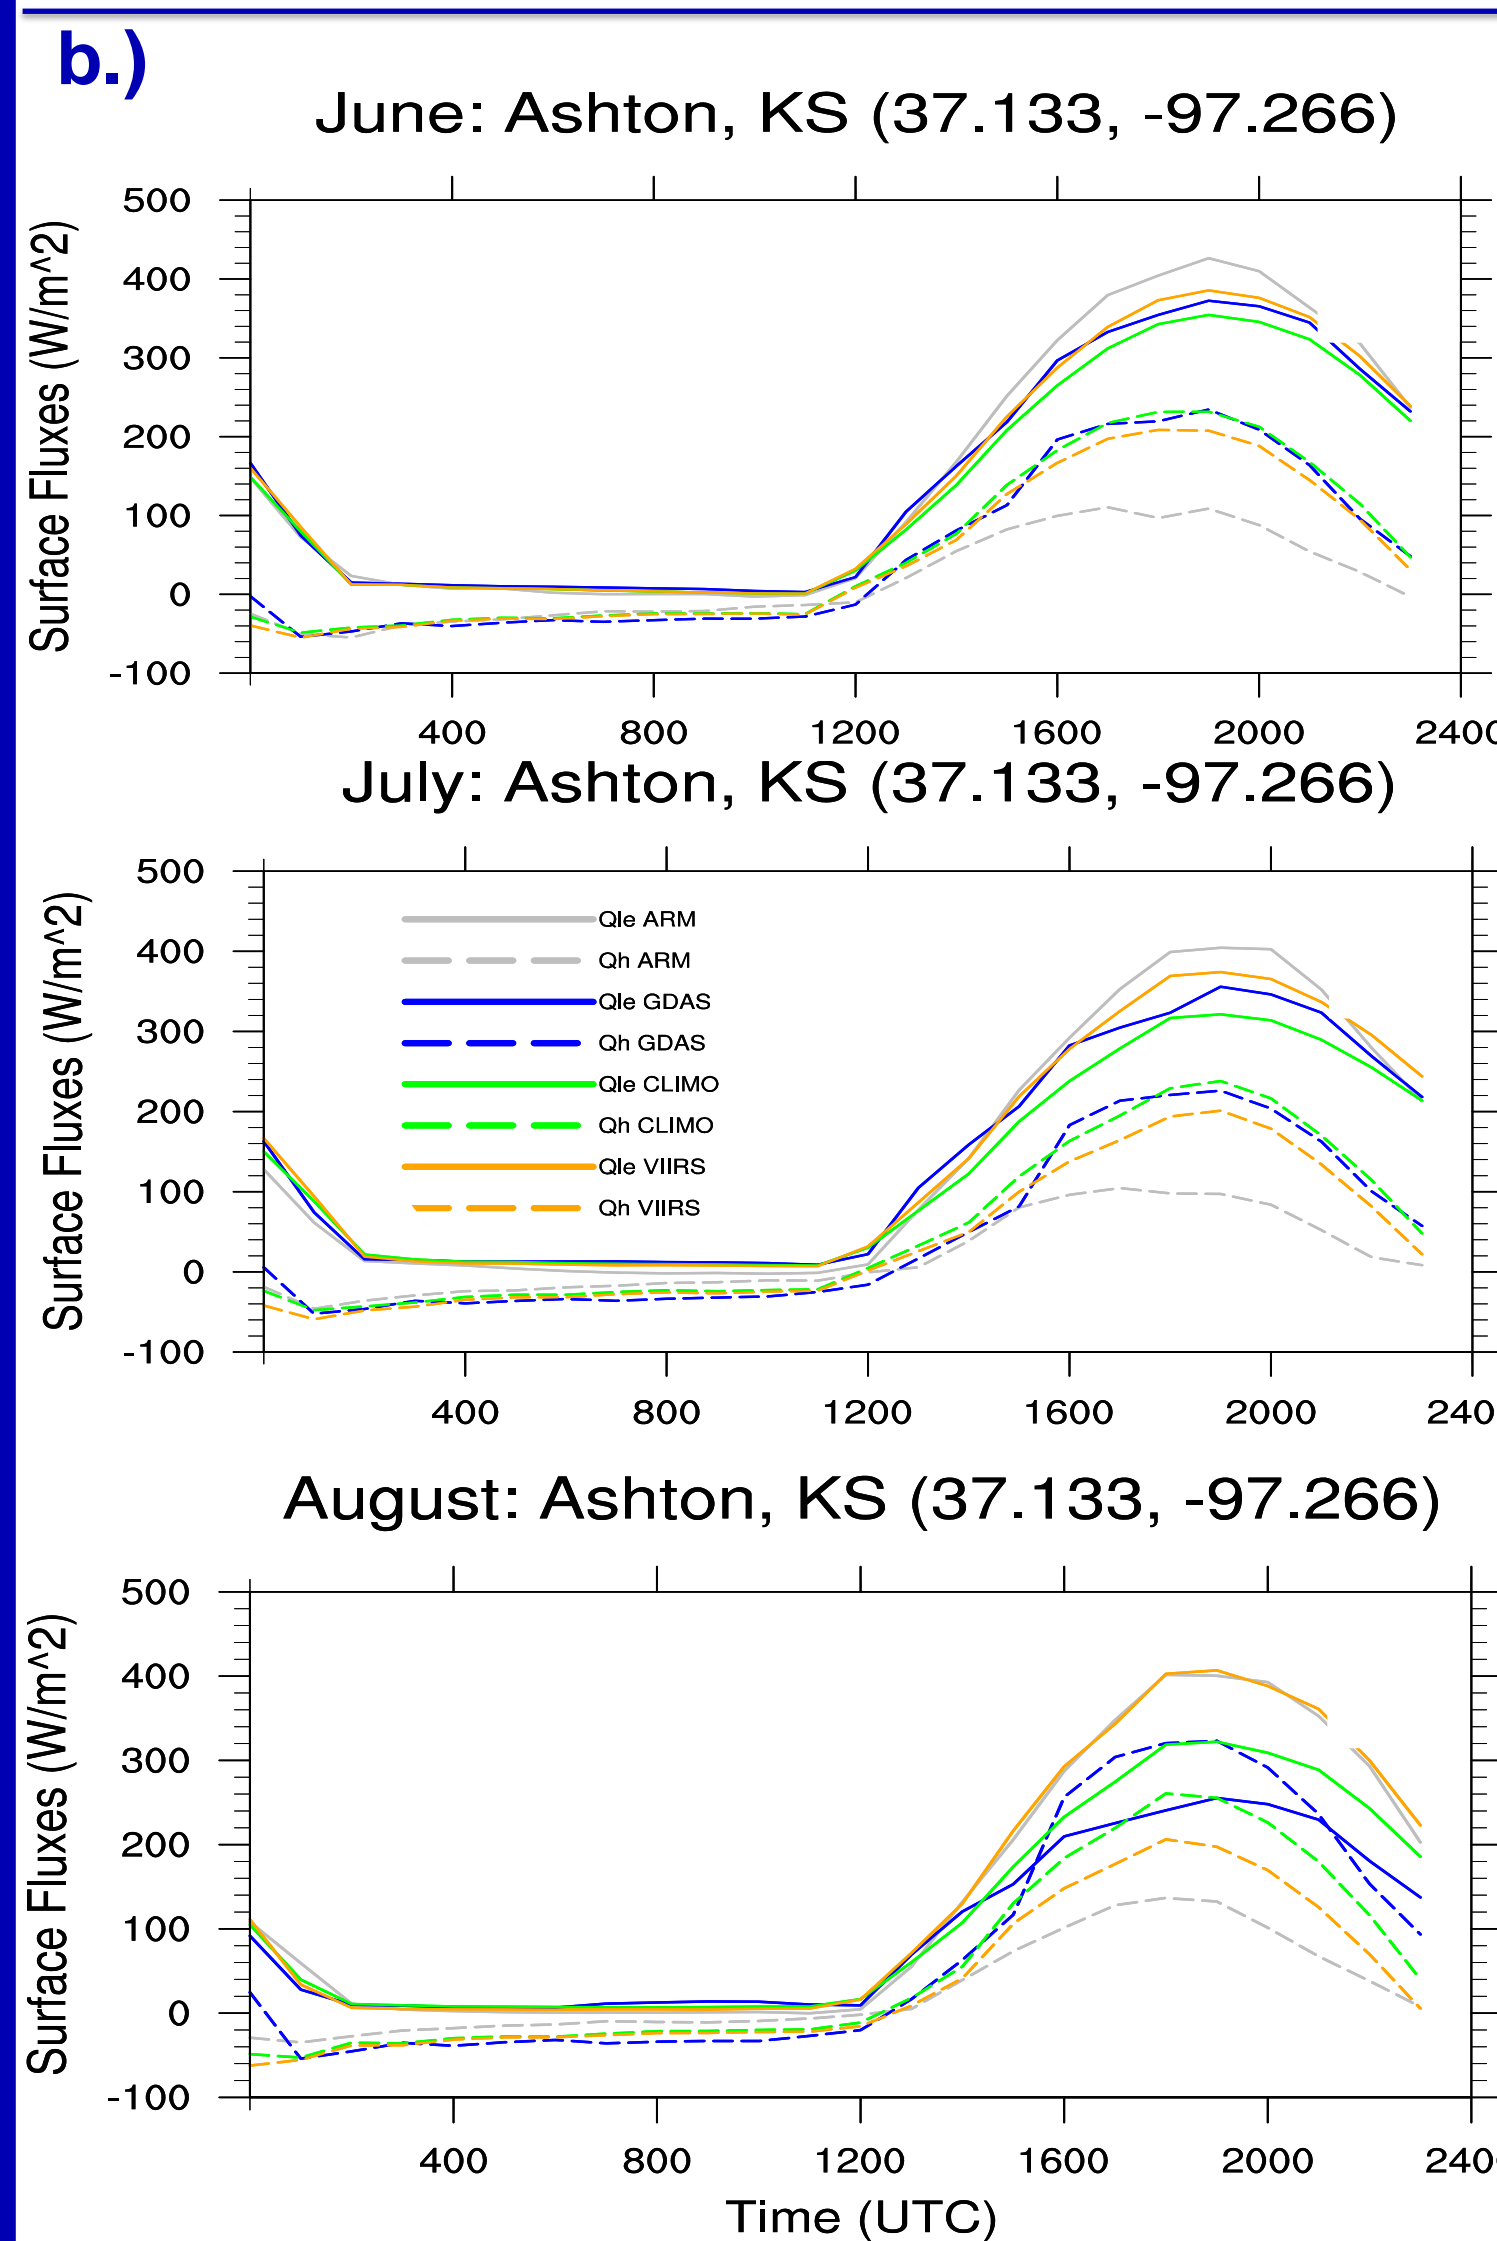 b.)
June: Ashton, KS (37.133, -97.266)
500
400
300
200
100
0
-100
Surface Fluxes (W/m^2)
400 800 1200 1600 2000 2400
July: Ashton, KS (37.133, -97.266)
500
400
300
200
100
0
-100
Surface Fluxes (W/m^2)
Qle ARM
Qh ARM
Qle GDAS
Qh GDAS
Qle CLIMO
Qh CLIMO
Qle VIIRS
Qh VIIRS
400 800 1200 1600 2000 240
August: Ashton, KS (37.133, -97.266)
500
400
300
200
100
0
-100
Surface Fluxes (W/m^2)
400 800 1200 1600 2000 240
Time (UTC)